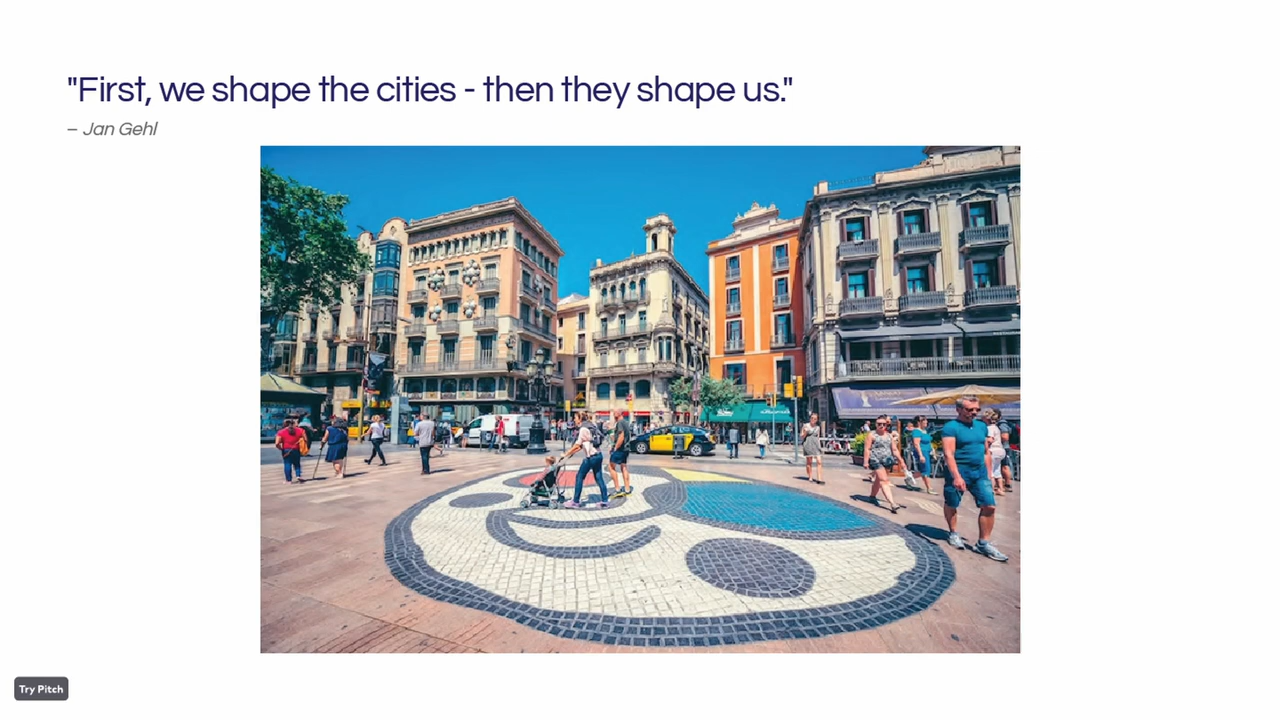 "First, we shape the cities - then they shape us."
– Jan Gehl
Try Pitch